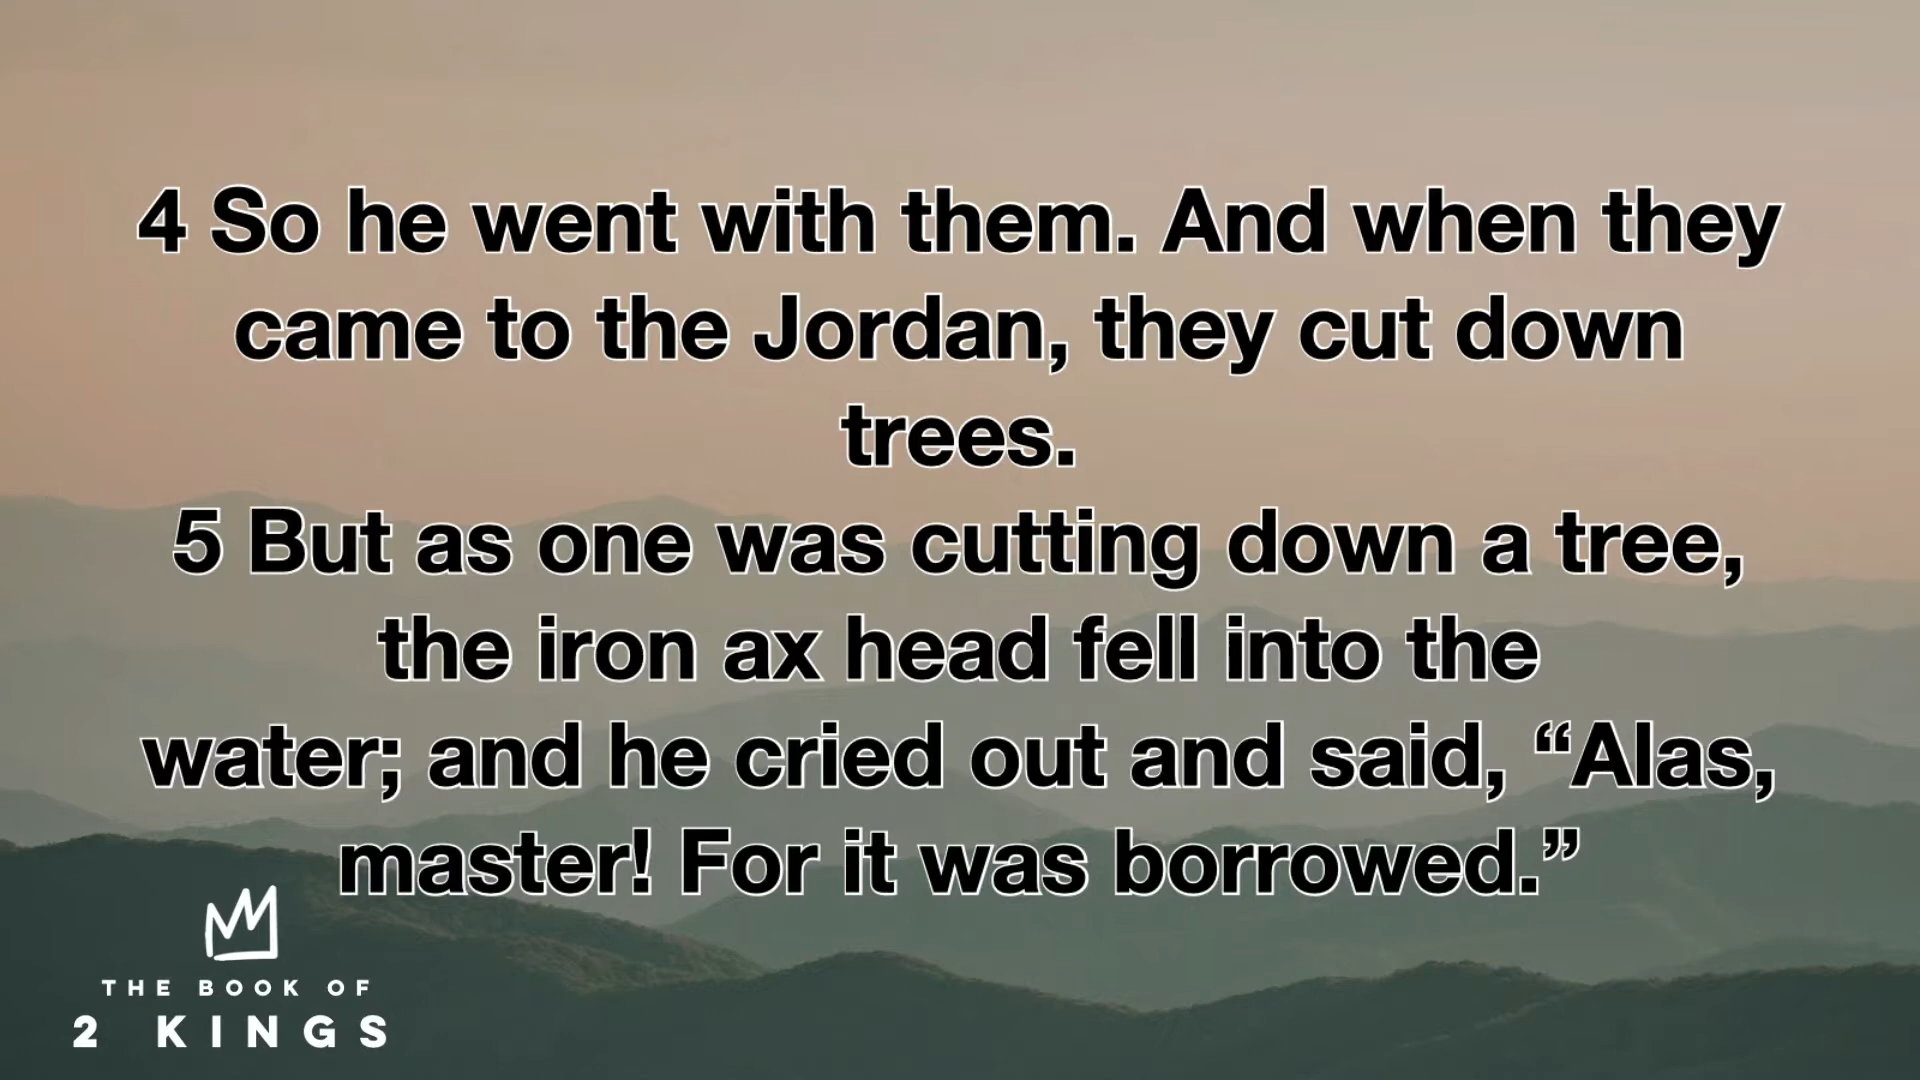 4 So he went with them. And when they
came to the Jordan, they cut down
trees.
5 But as one was cutting down a tree,
the iron ax head fell into the
water; and he cried out and said, “Alas,
master! For it was borrowed.”
THE BOOK OF
2 KINGS